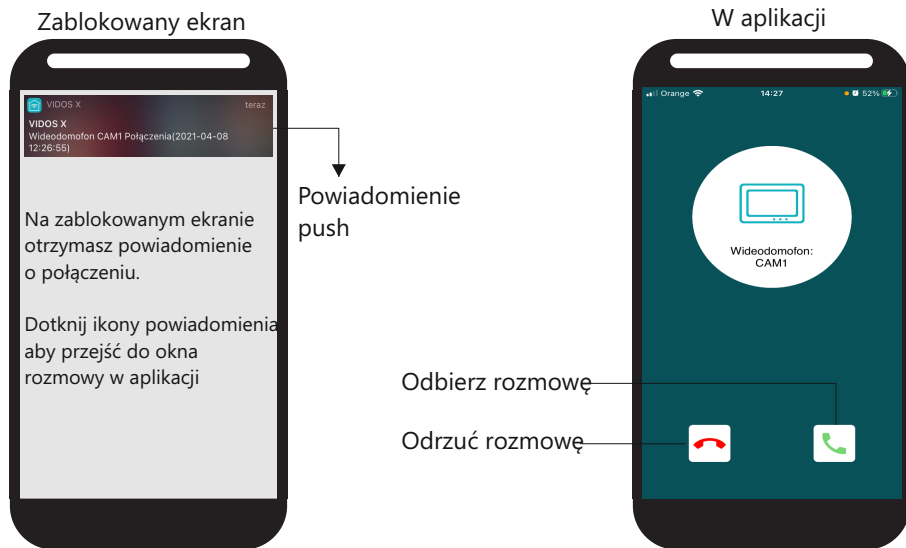 Zablokowany ekran
VIDOS X
teraz
VIDOS X
Wideodomofon CAM1 Połączenia(2021-04-08
12:26:55)
Powiadomienie
push
Na zablokowanym ekranie
otrzymasz powiadomienie
o połączeniu.
Dotknij ikony powiadomienia
aby przejść do okna
rozmowy w aplikacji
W aplikacji
Orange
14:27
52%
Wideodomofon:
CAM1
Odbierz rozmowę
Odrzuć rozmowę